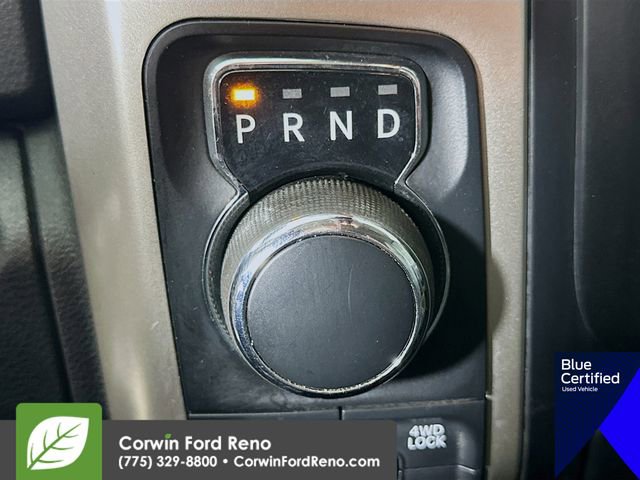 P R N D
4WD
LOCK
Blue
Certified
Used Vehicle
Corwin Ford Reno
(775) 329-8800 • CorwinFordReno.com